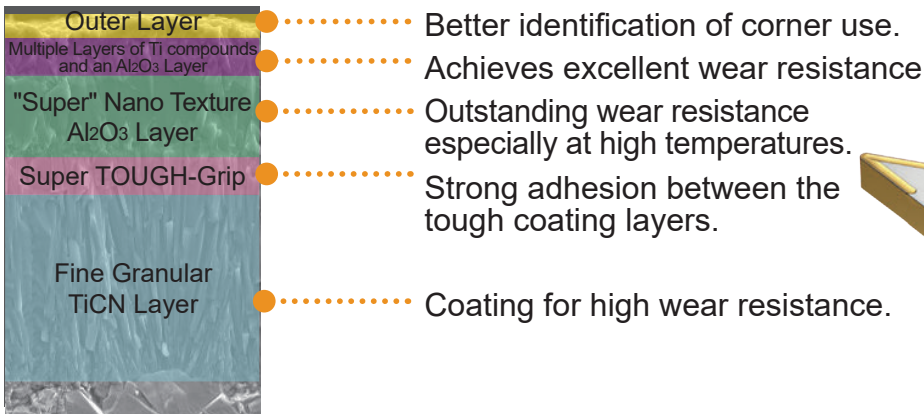 Outer Layer
Better identification of corner use.
Multiple Layers of Ti compounds
and an Al2O3 Layer
Achieves excellent wear resistance
"Super" Nano Texture
Al2O3 Layer
Outstanding wear resistance
especially at high temperatures.
Super TOUGH-Grip
Strong adhesion between the
tough coating layers.
Fine Granular
TiCN Layer
Coating for high wear resistance.